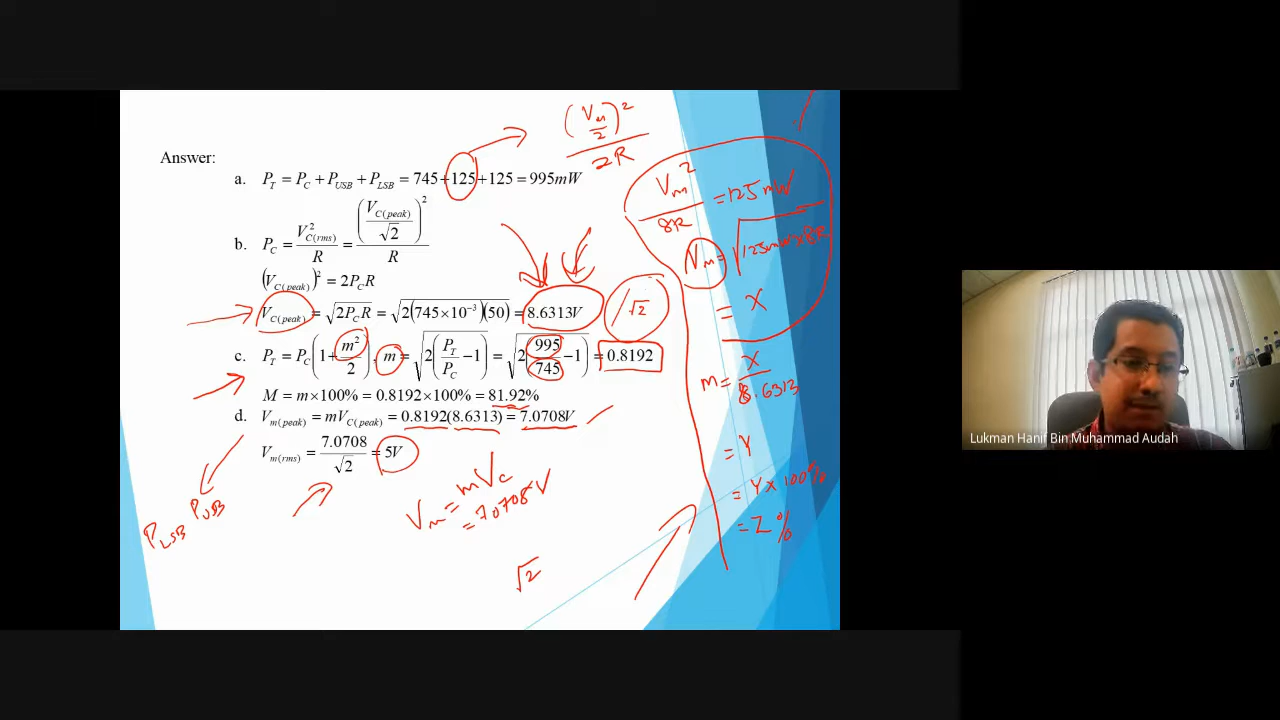 Answer:
a. P_T = P_C + P_USB + P_LSB = 745 + 125 + 125 = 995mW
b. P_C = V²_C(rms) / R = (V_C(peak) / √2)² / R
(V_C(peak))² = 2P_C R
V_C(peak) = √(2P_C R) = √(2(745×10⁻³)(50)) = 8.6313V
c. P_T = P_C (1 + m²/2), m = √(2(P_T/P_C − 1)) = √(2(995/745 − 1)) = 0.8192
M = m×100% = 0.8192×100% = 81.92%
d. V_m(peak) = mV_C(peak) = 0.8192(8.6313) = 7.0708V
V_m(rms) = 7.0708/√2 = 5V
(V_m/2)² / 2R
/√2
V_m² / 8R = 125mW
V_m = √(125mW×8R)
= X
m = X / 8.6313
= Y
= Y×100%
= Z%
P_LSB P_USB
V_m = mV_c
= 7.0708V
√2
Lukman Hanif Bin Muhammad Audah